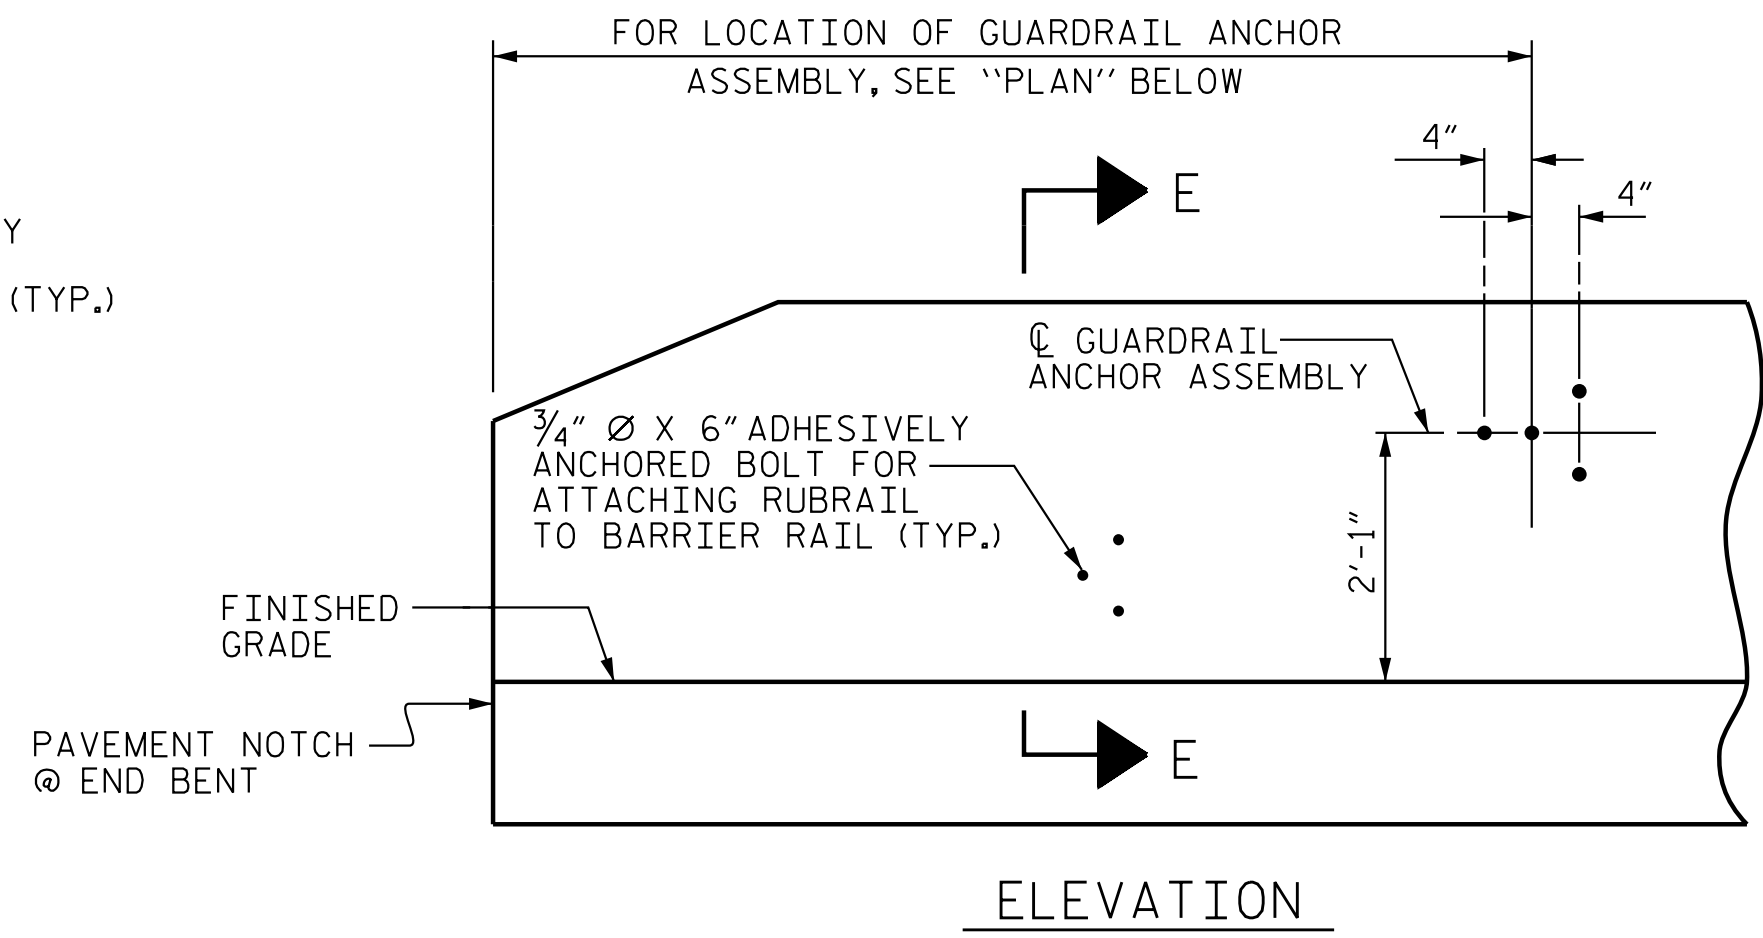 FOR LOCATION OF GUARDRAIL ANCHOR
ASSEMBLY, SEE "PLAN" BELOW
4"
4"
E
Y
(TYP.)
℄ GUARDRAIL
ANCHOR ASSEMBLY
¾" Ø X 6" ADHESIVELY
ANCHORED BOLT FOR
ATTACHING RUBRAIL
TO BARRIER RAIL (TYP.)
2'-1"
FINISHED
GRADE
PAVEMENT NOTCH
@ END BENT
E
ELEVATION